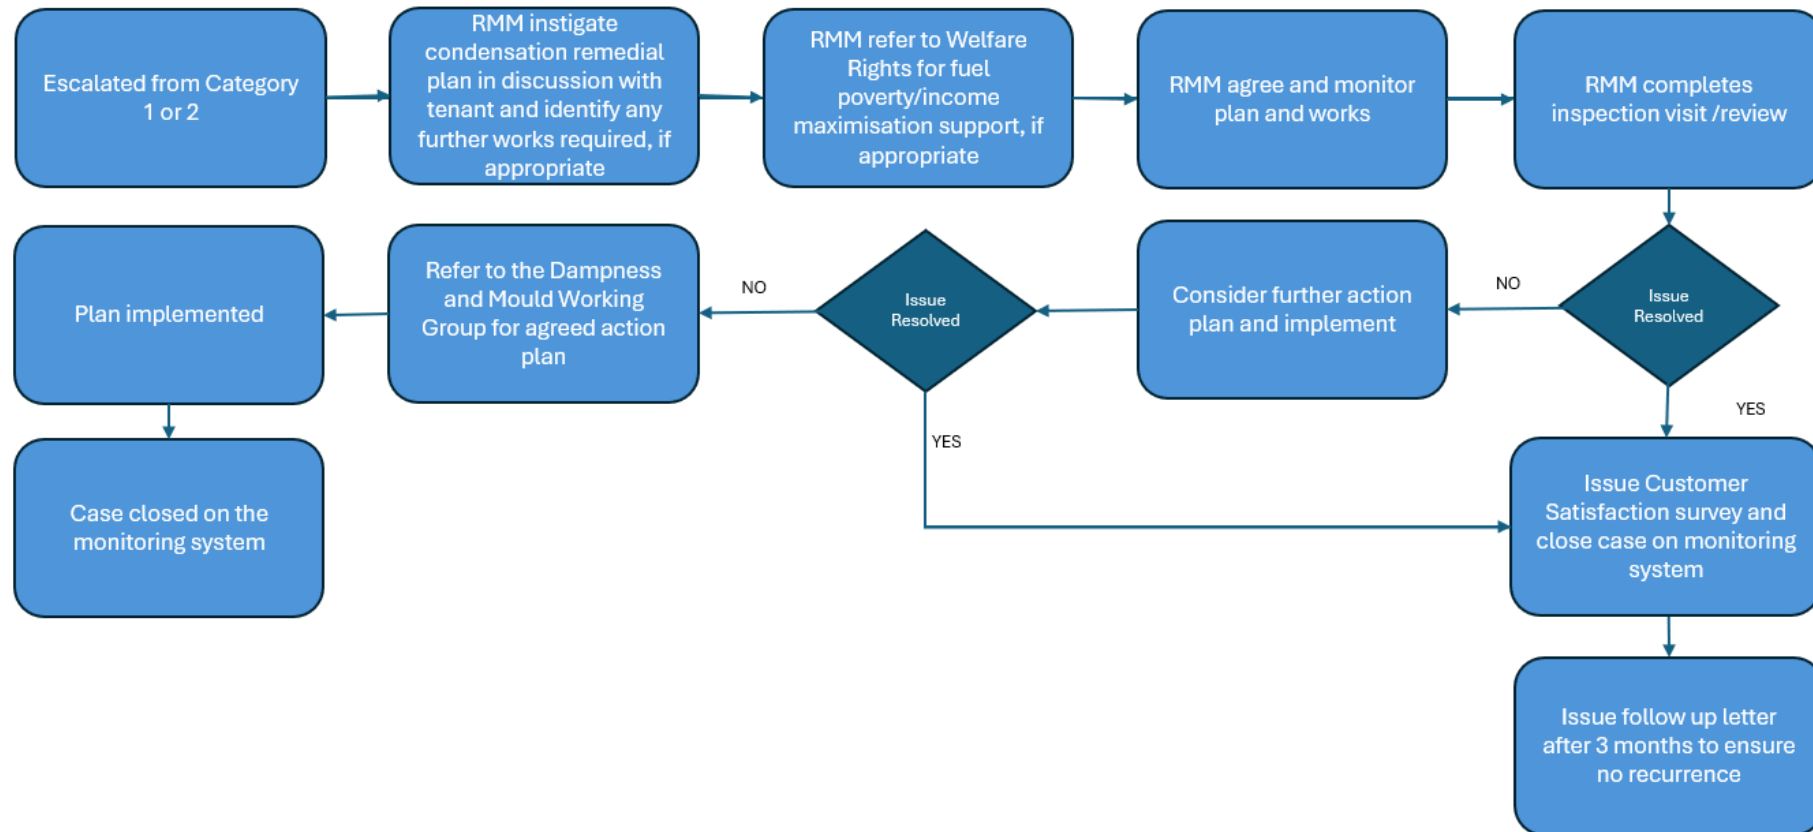 Escalated from Category
1 or 2
RMM instigate
condensation remedial
plan in discussion with
tenant and identify any
further works required, if
appropriate
RMM refer to Welfare
Rights for fuel
poverty/income
maximisation support, if
appropriate
RMM agree and monitor
plan and works
RMM completes
inspection visit /review
Issue
Resolved
NO
YES
Consider further action
plan and implement
Issue
Resolved
NO
YES
Refer to the Dampness
and Mould Working
Group for agreed action
plan
Plan implemented
Case closed on the
monitoring system
Issue Customer
Satisfaction survey and
close case on monitoring
system
Issue follow up letter
after 3 months to ensure
no recurrence